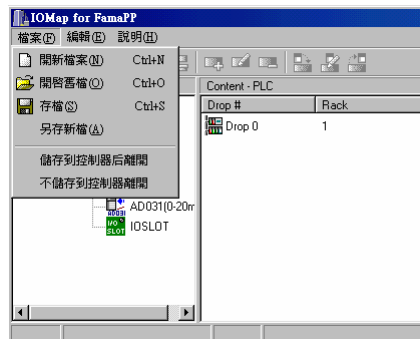 IOMap for FamaPP
檔案(F) 編輯(E) 說明(H)
開新檔案(N) Ctrl+N
開啓舊檔(O) Ctrl+O
存檔(S) Ctrl+S
另存新檔(A)
儲存到控制器后離開
不儲存到控制器離開
Content - PLC
Drop # Rack
Drop 0 1
AD031(0-20m
I/O SLOT IOSLOT